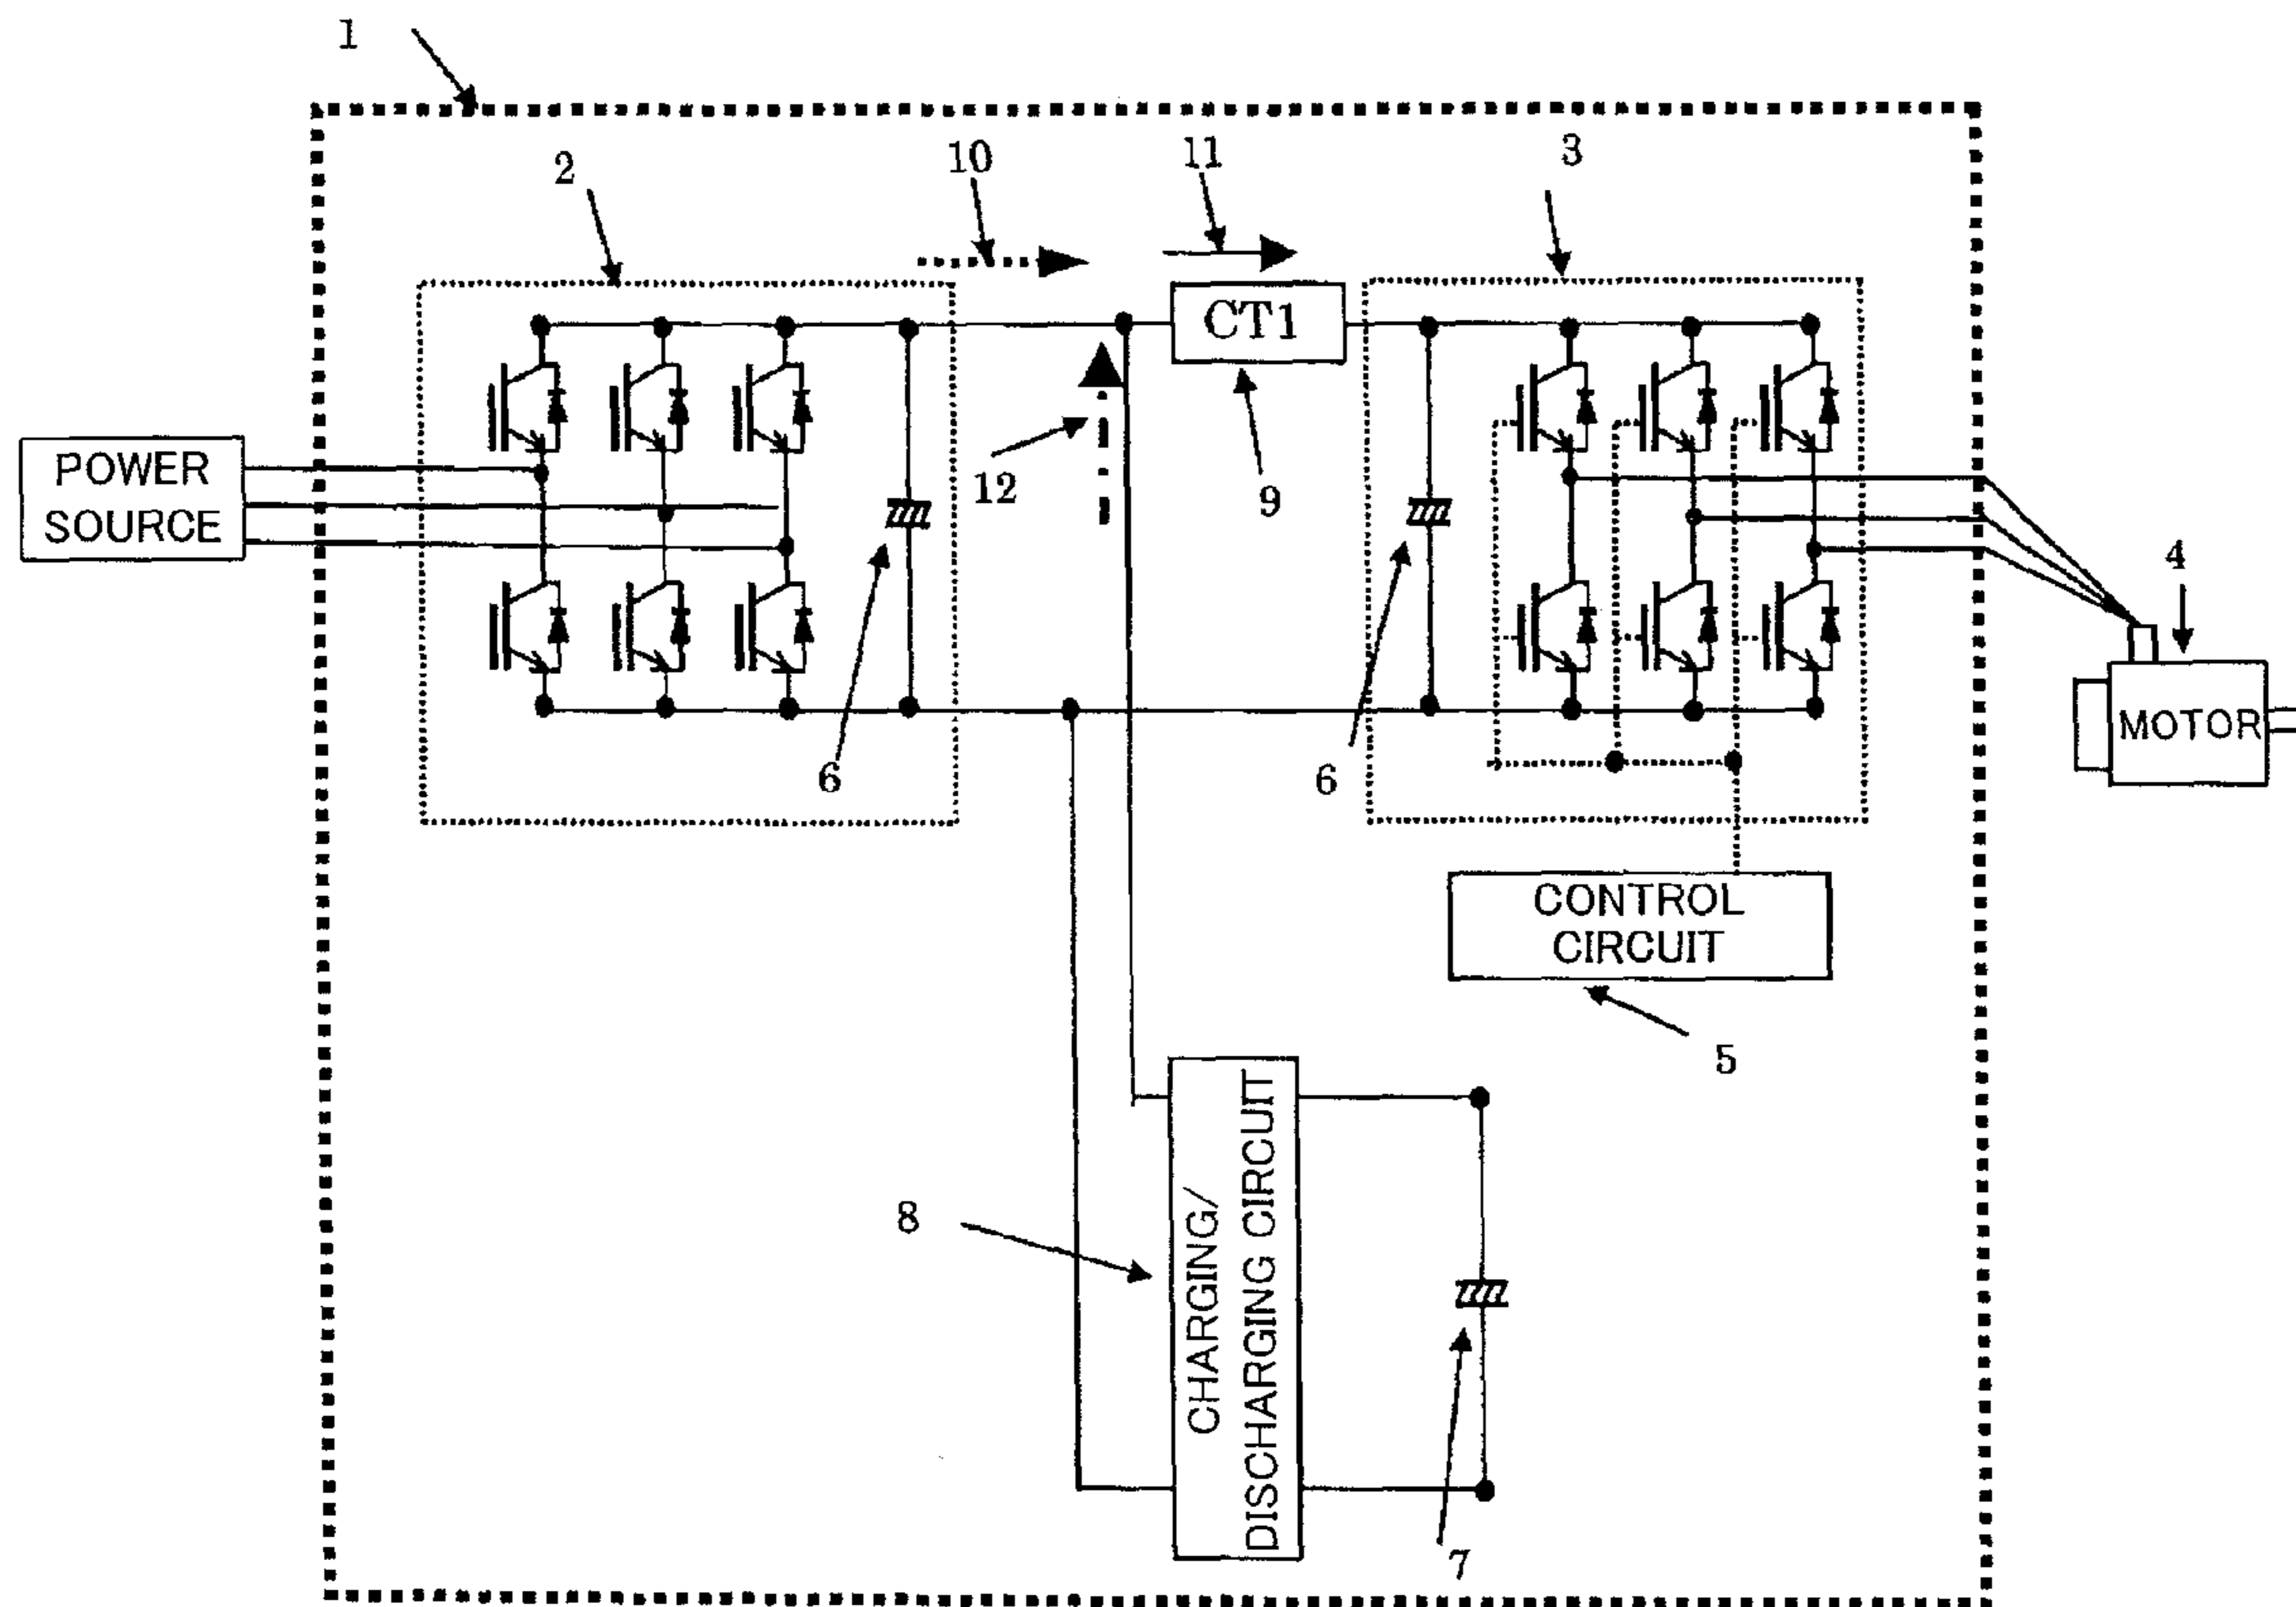 1
2
10
11
3
CT1
POWER
SOURCE
12
9
4
6
6
MOTOR
CONTROL
CIRCUIT
5
8
CHARGING/
DISCHARGING CIRCUIT
7